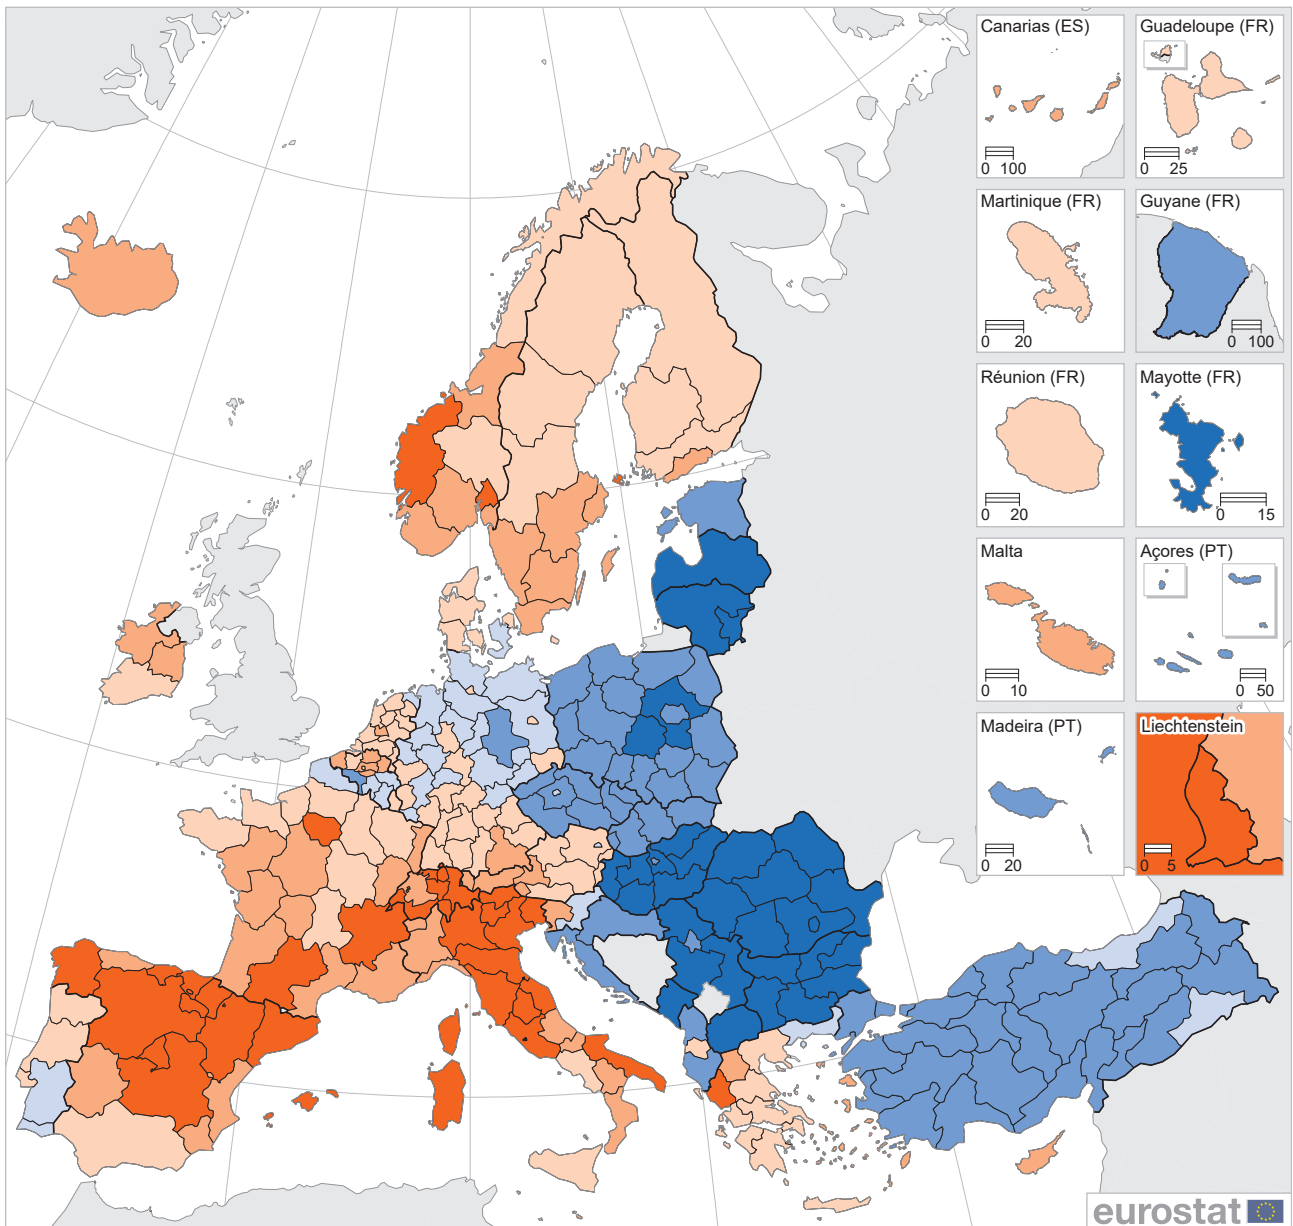 Canarias (ES)
0 100
Guadeloupe (FR)
0 25
Martinique (FR)
0 20
Guyane (FR)
0 100
Réunion (FR)
0 20
Mayotte (FR)
0 15
Malta
0 10
Açores (PT)
0 50
Madeira (PT)
0 20
Liechtenstein
0 5
eurostat